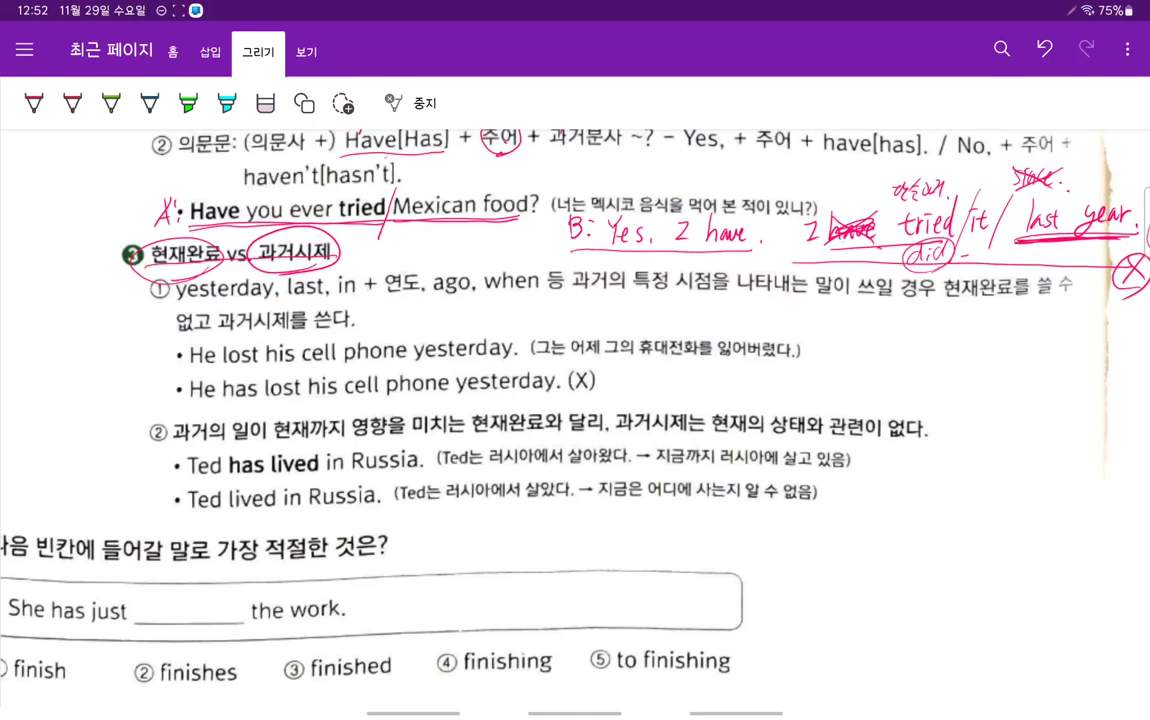 12:52 11월 29일 수요일 75%
최근 페이지 홈 삽입 그리기 보기
중지
② 의문문: (의문사 +) Have[Has] + 주어 + 과거분사 ~? – Yes, + 주어 + have[has]. / No, + 주어 +
haven't[hasn't].
단순과거 since..
A: Have you ever tried/Mexican food? (너는 멕시코 음식을 먹어 본 적이 있니?)
B: Yes, I have. I have tried/it/ last year.
did
X
③ 현재완료 vs 과거시제
① yesterday, last, in + 연도, ago, when 등 과거의 특정 시점을 나타내는 말이 쓰일 경우 현재완료를 쓸 수
없고 과거시제를 쓴다.
• He lost his cell phone yesterday. (그는 어제 그의 휴대전화를 잃어버렸다.)
• He has lost his cell phone yesterday. (X)
② 과거의 일이 현재까지 영향을 미치는 현재완료와 달리, 과거시제는 현재의 상태와 관련이 없다.
• Ted has lived in Russia. (Ted는 러시아에서 살아왔다. → 지금까지 러시아에 살고 있음)
• Ted lived in Russia. (Ted는 러시아에서 살았다. → 지금은 어디에 사는지 알 수 없음)
다음 빈칸에 들어갈 말로 가장 적절한 것은?
She has just ________ the work.
① finish ② finishes ③ finished ④ finishing ⑤ to finishing